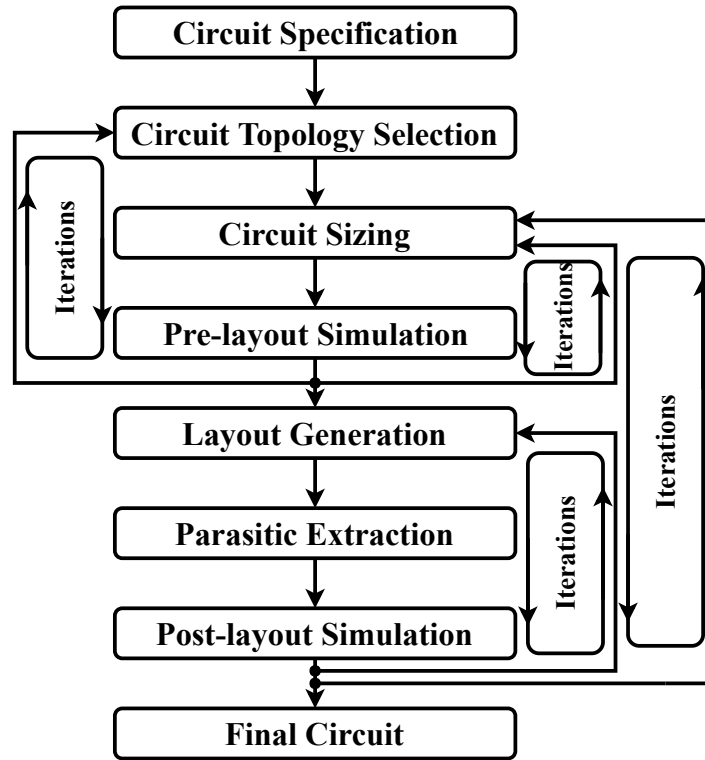 Circuit Specification
Circuit Topology Selection
Iterations
Circuit Sizing
Iterations
Pre-layout Simulation
Iterations
Layout Generation
Iterations
Parasitic Extraction
Post-layout Simulation
Final Circuit